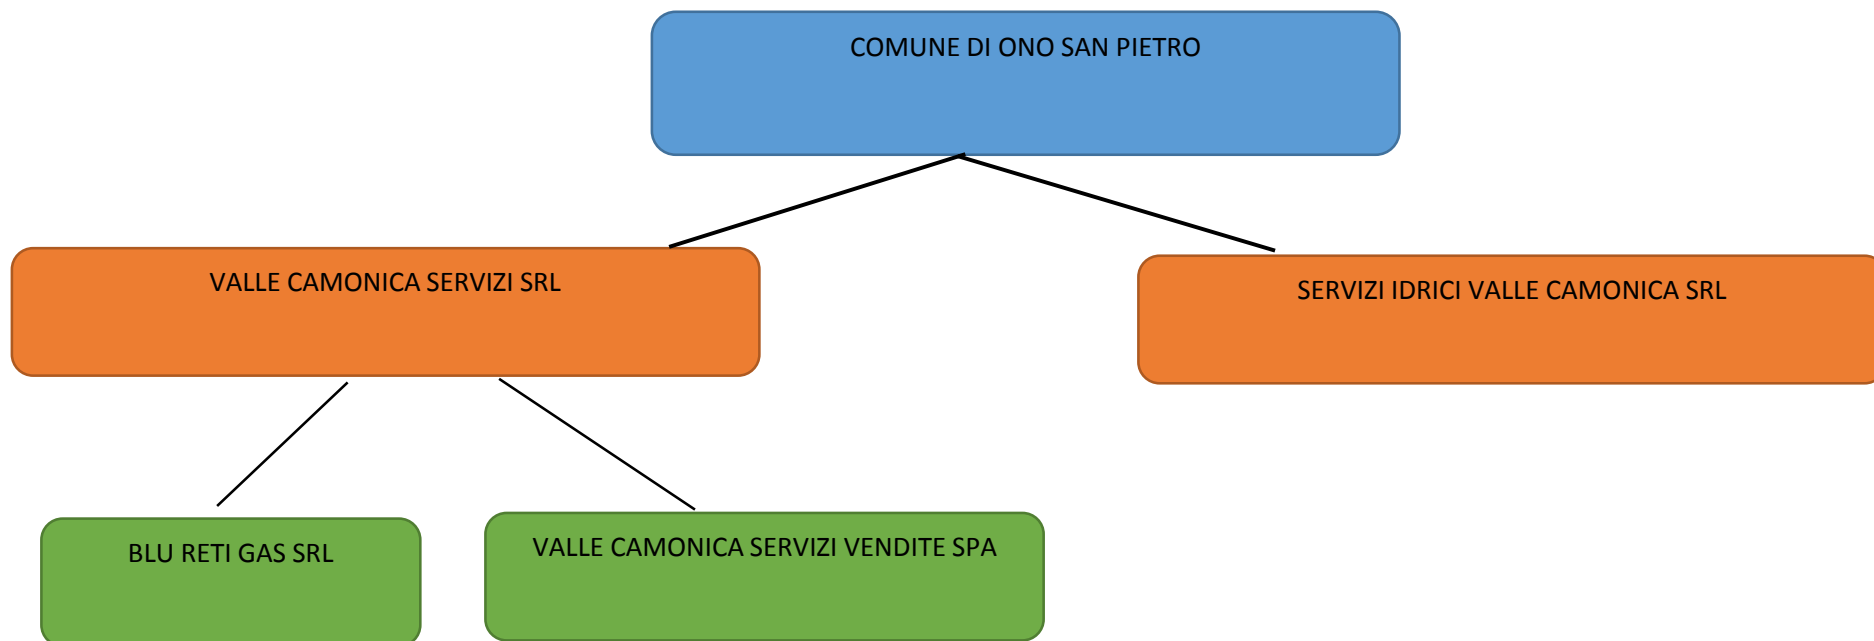 COMUNE DI ONO SAN PIETRO
VALLE CAMONICA SERVIZI SRL
SERVIZI IDRICI VALLE CAMONICA SRL
BLU RETI GAS SRL
VALLE CAMONICA SERVIZI VENDITE SPA